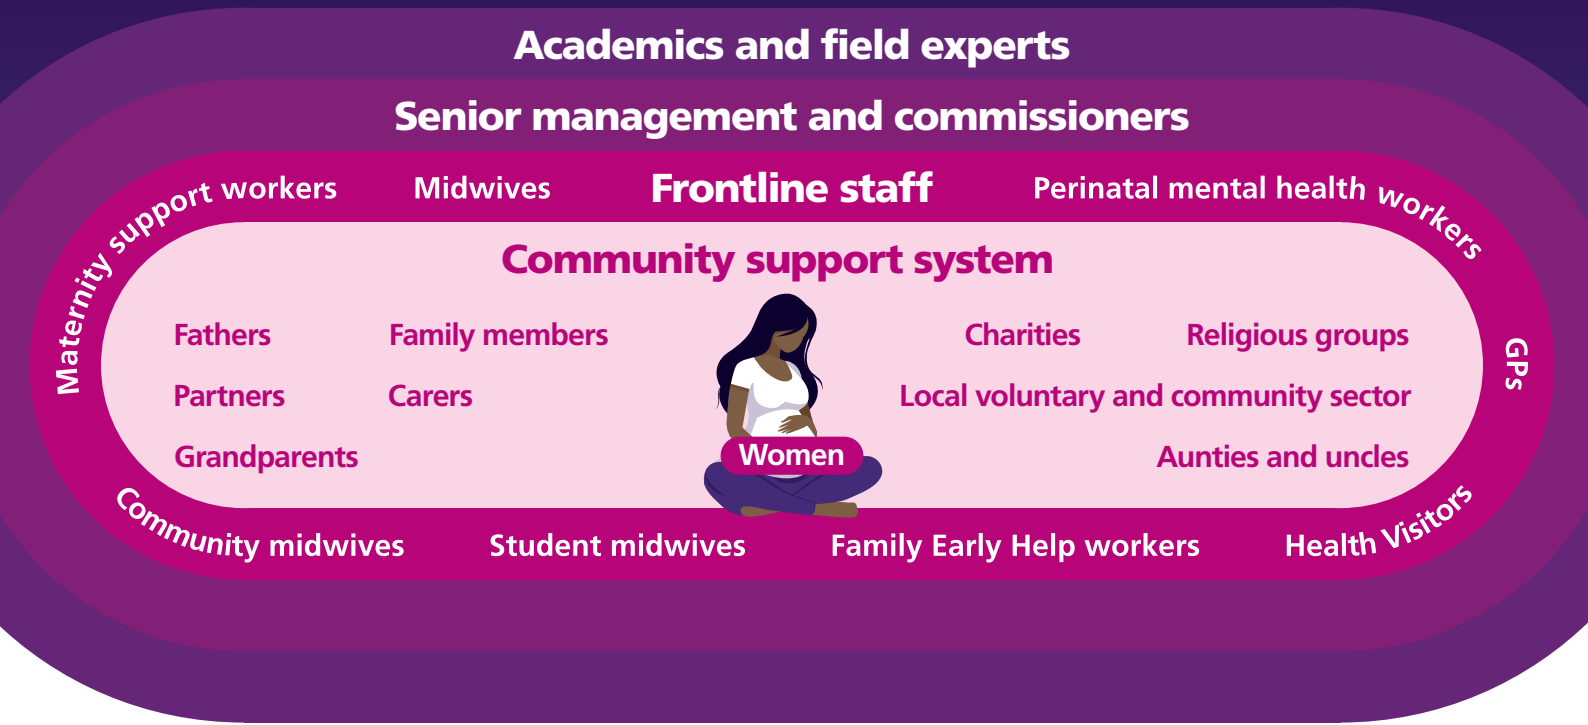 Academics and field experts
Senior management and commissioners
Frontline staff
Maternity support workers
Midwives
Perinatal mental health workers
GPs
Community support system
Fathers
Family members
Charities
Religious groups
Partners
Carers
Local voluntary and community sector
Grandparents
Women
Aunties and uncles
Community midwives
Student midwives
Family Early Help workers
Health Visitors